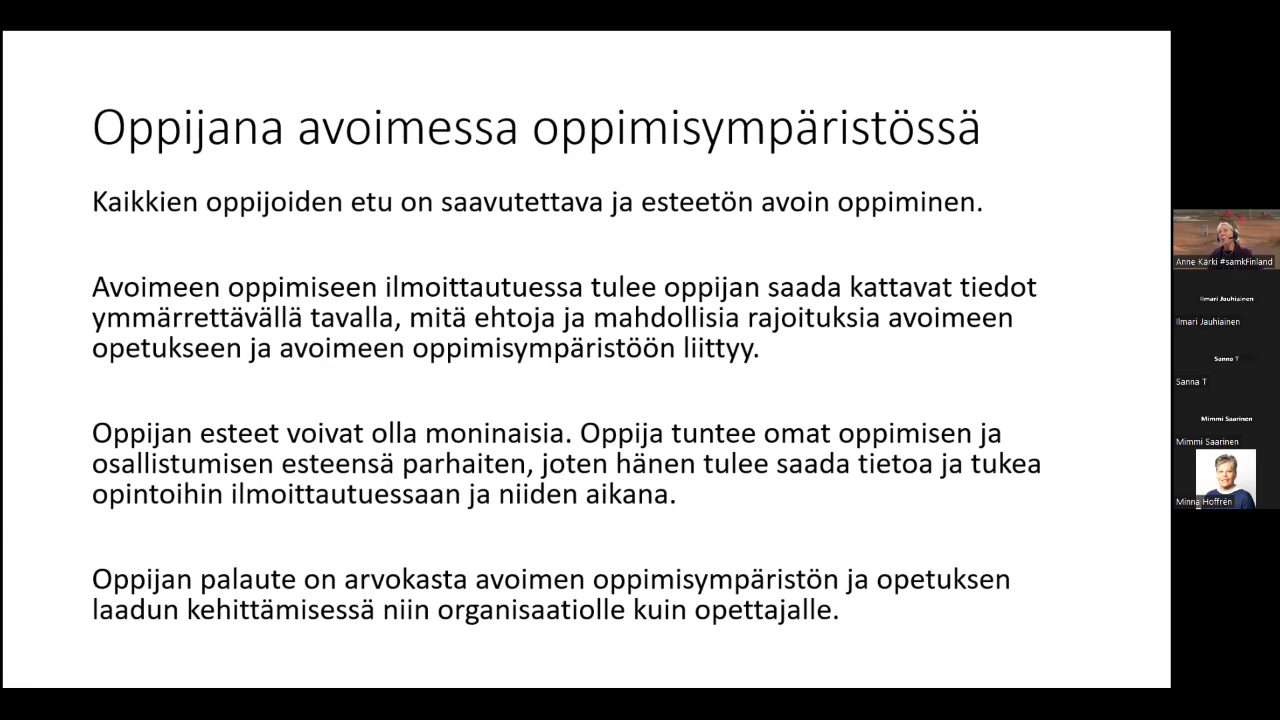 Oppijana avoimessa oppimisympäristössä
Kaikkien oppijoiden etu on saavutettava ja esteetön avoin oppiminen.
Avoimeen oppimiseen ilmoittautuessa tulee oppijan saada kattavat tiedot
ymmärrettävällä tavalla, mitä ehtoja ja mahdollisia rajoituksia avoimeen
opetukseen ja avoimeen oppimisympäristöön liittyy.
Oppijan esteet voivat olla moninaisia. Oppija tuntee omat oppimisen ja
osallistumisen esteensä parhaiten, joten hänen tulee saada tietoa ja tukea
opintoihin ilmoittautuessaan ja niiden aikana.
Oppijan palaute on arvokasta avoimen oppimisympäristön ja opetuksen
laadun kehittämisessä niin organisaatiolle kuin opettajalle.
Anne Kärki #samkFinland
Ilmari Jauhiainen
Ilmari Jauhiainen
Sanna T
Sanna T
Mimmi Saarinen
Mimmi Saarinen
Minna Hoffrén